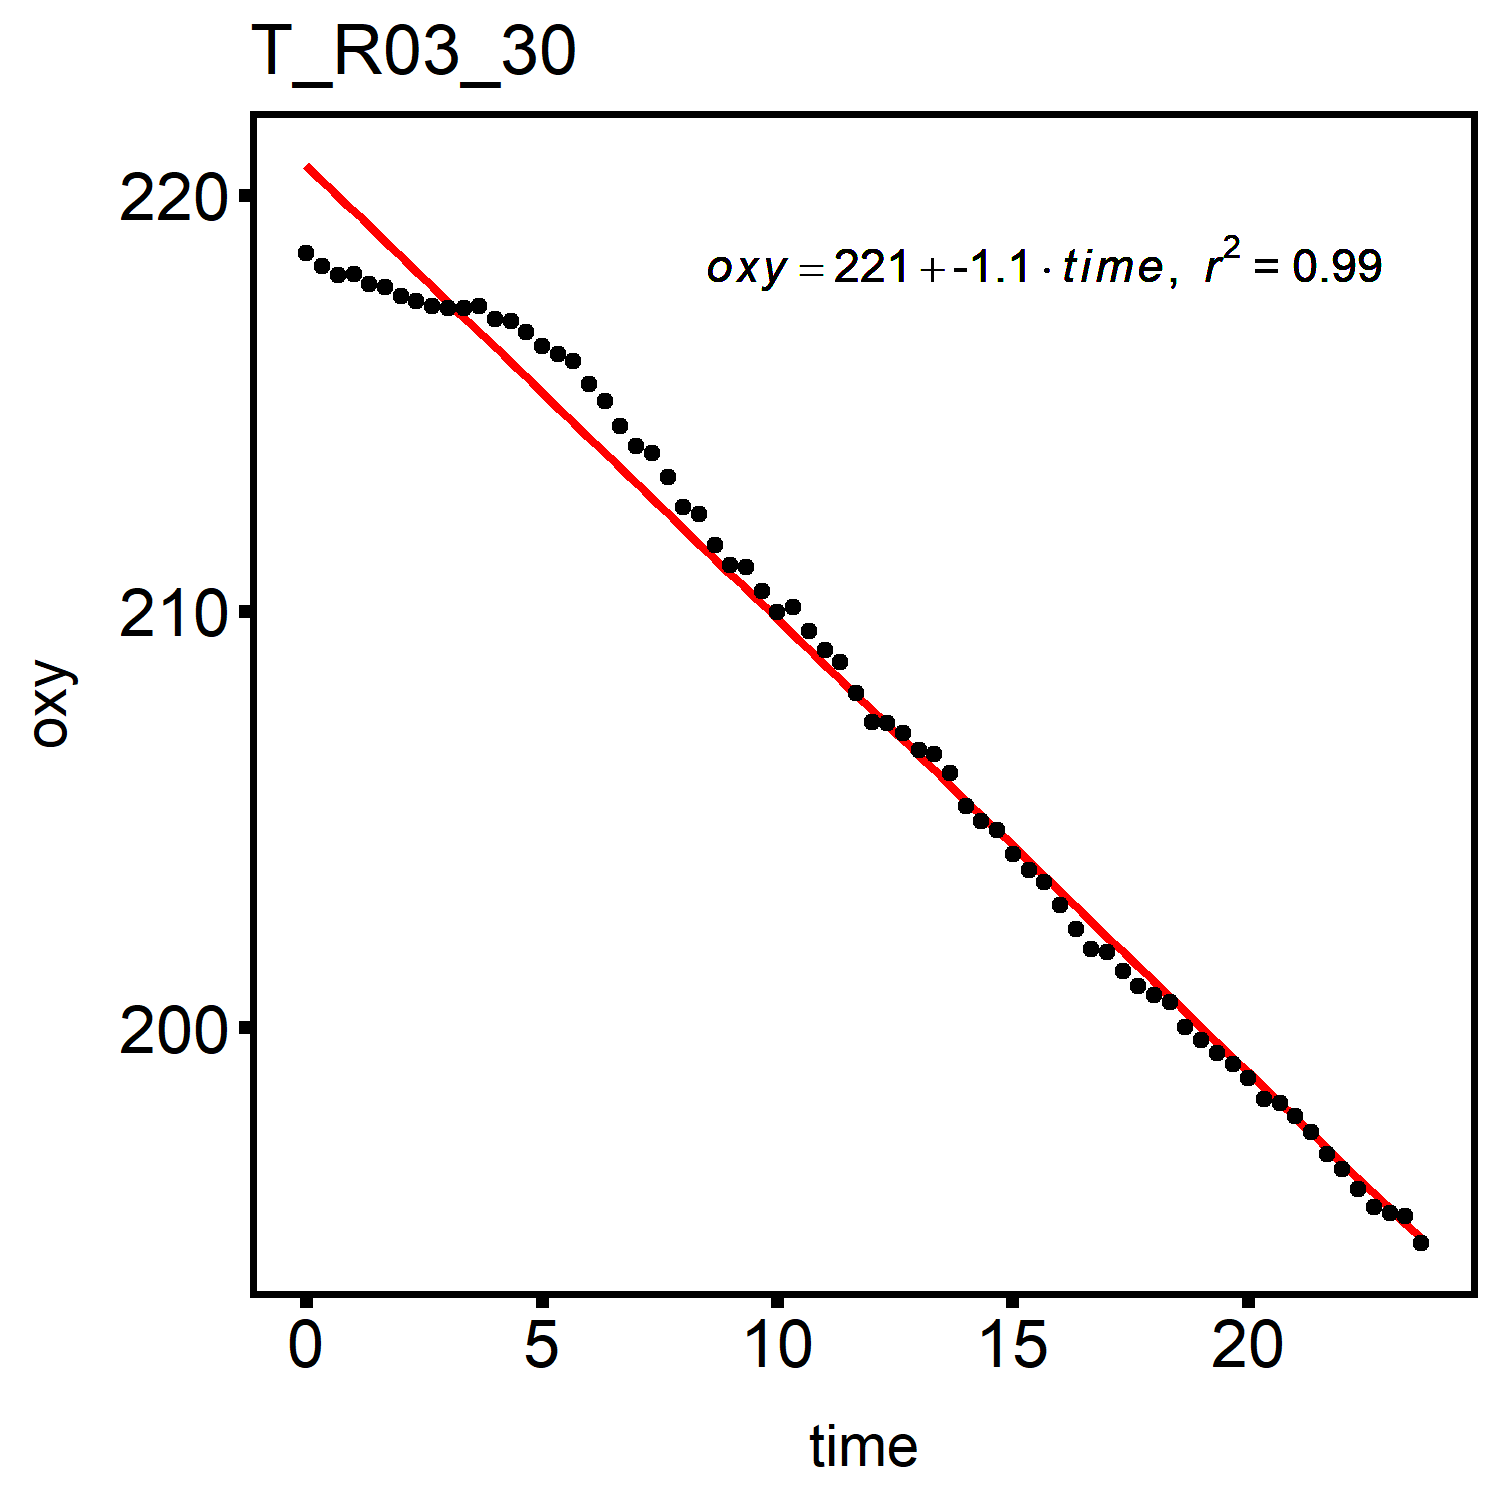 T_R03_30
oxy = 221 + -1.1 · time, r² = 0.99
220
210
200
oxy
0 5 10 15 20
time